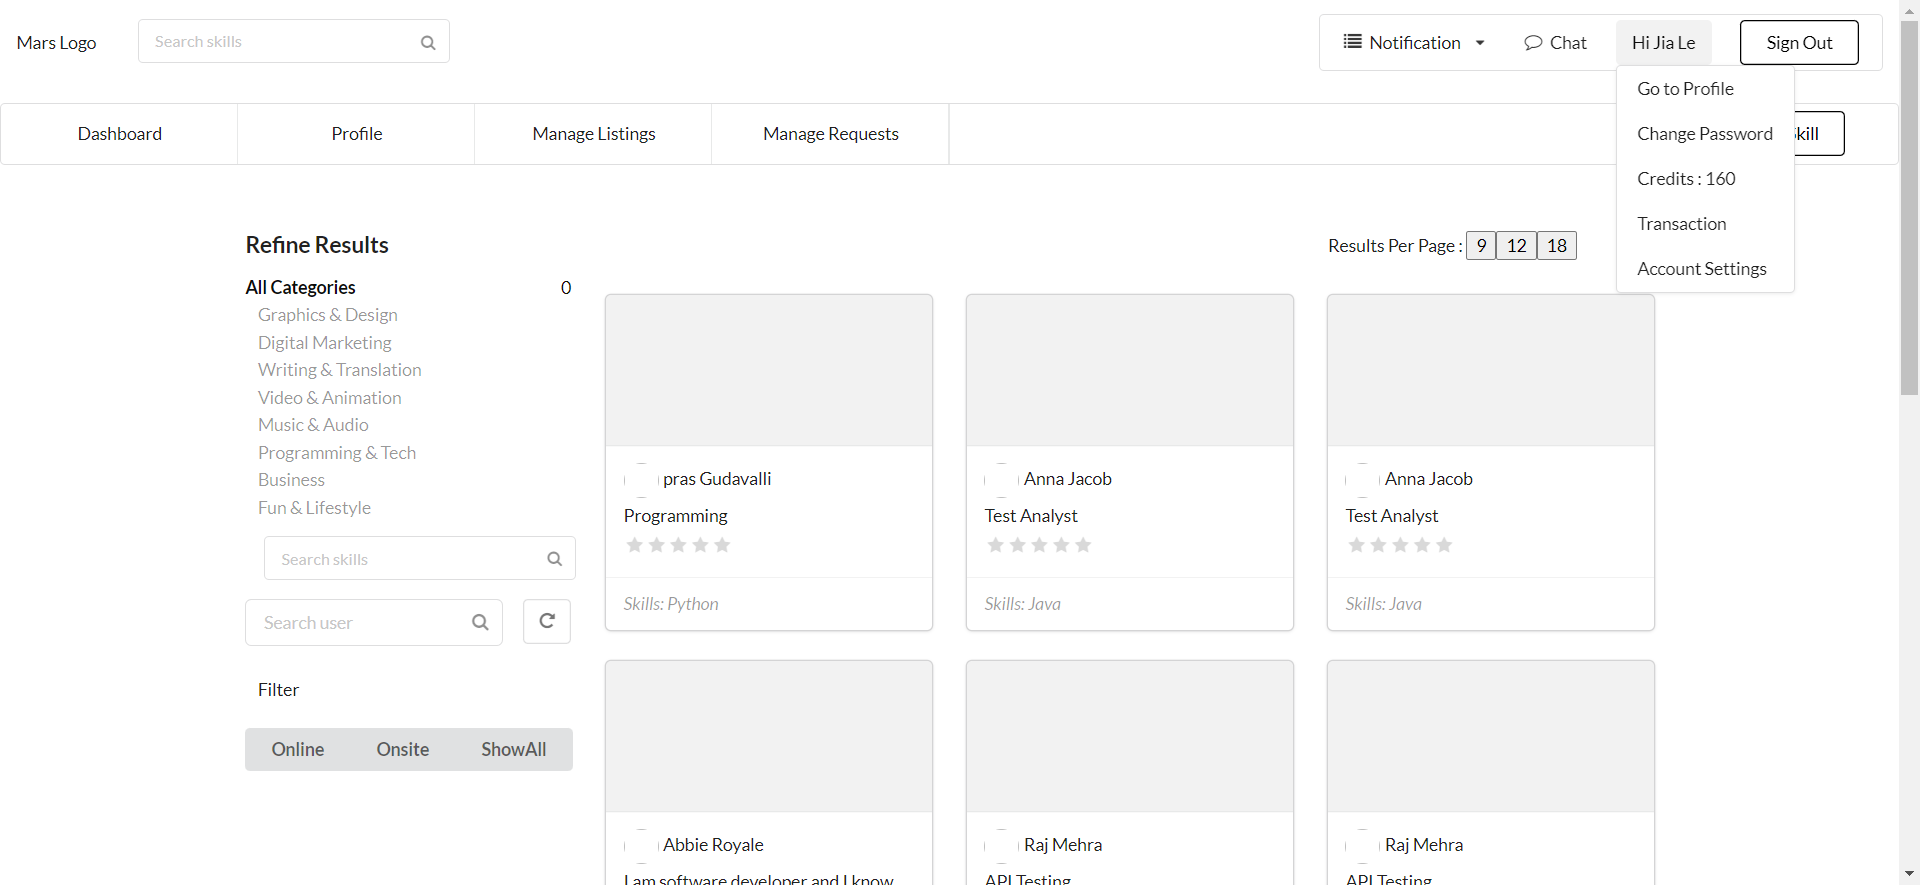 Mars Logo
Search skills
Notification
Chat
Hi Jia Le
Sign Out
Go to Profile
Change Password
Credits : 160
Transaction
Account Settings
Dashboard
Profile
Manage Listings
Manage Requests
kill
Refine Results
Results Per Page : 9 12 18
All Categories 0
Graphics & Design
Digital Marketing
Writing & Translation
Video & Animation
Music & Audio
Programming & Tech
Business
Fun & Lifestyle
Search skills
Search user
Filter
Online Onsite ShowAll
pras Gudavalli
Programming
Skills: Python
Anna Jacob
Test Analyst
Skills: Java
Anna Jacob
Test Analyst
Skills: Java
Abbie Royale
I am software developer and I know
Raj Mehra
API Testing
Raj Mehra
API Testing